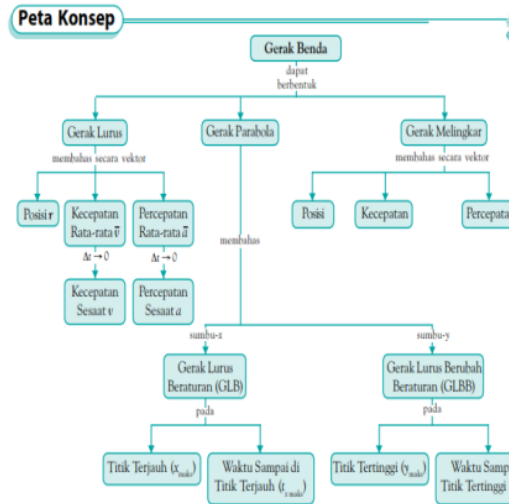 Peta Konsep
Gerak Benda
dapat
berbentuk
Gerak Lurus
Gerak Parabola
Gerak Melingkar
membahas secara vektor
membahas secara vektor
Posisi r
Kecepatan
Rata-rata v̅
Percepatan
Rata-rata a̅
Posisi
Kecepatan
Percepata
Δt → 0
Δt → 0
membahas
Kecepatan
Sesaat v
Percepatan
Sesaat a
sumbu-x
sumbu-y
Gerak Lurus
Beraturan (GLB)
Gerak Lurus Berubah
Beraturan (GLBB)
pada
pada
Titik Terjauh (x maks)
Waktu Sampai di
Titik Terjauh (t x maks)
Titik Tertinggi (y maks)
Waktu Samp
Titik Tertinggi